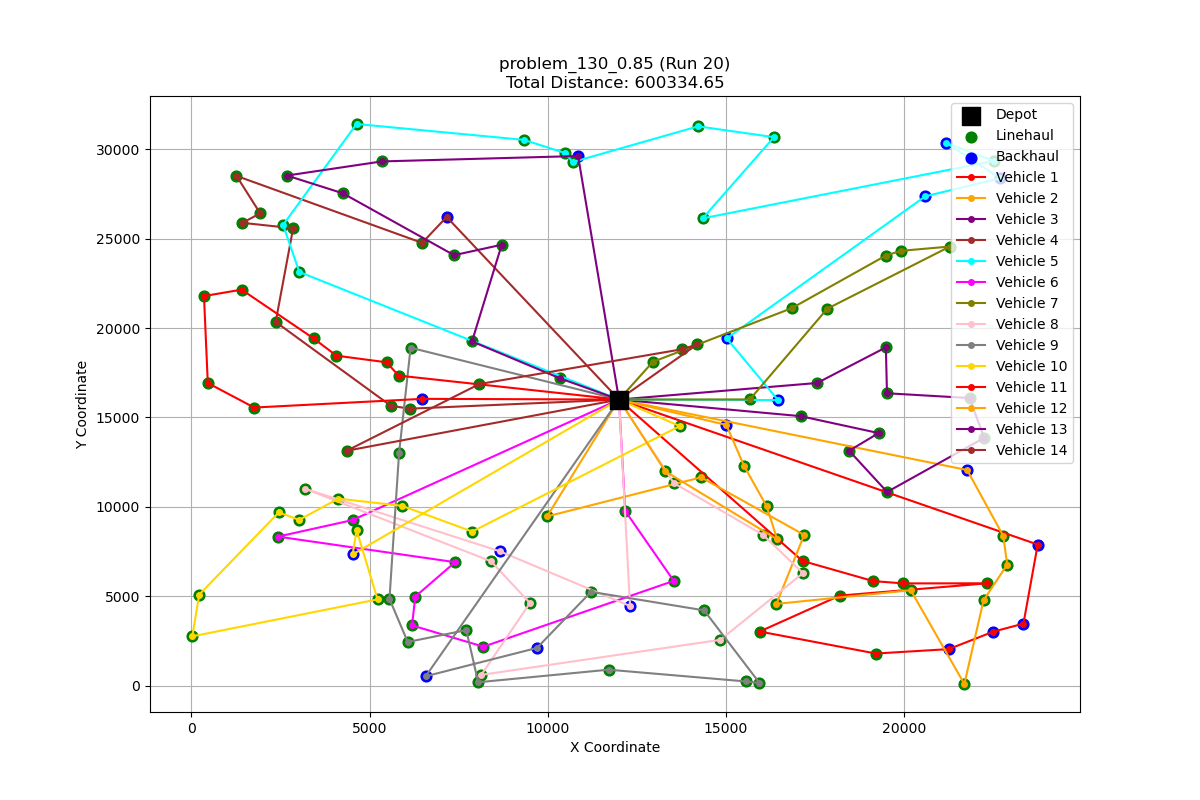 problem_130_0.85 (Run 20)
Total Distance: 600334.65
Depot
Linehaul
Backhaul
Vehicle 1
Vehicle 2
Vehicle 3
Vehicle 4
Vehicle 5
Vehicle 6
Vehicle 7
Vehicle 8
Vehicle 9
Vehicle 10
Vehicle 11
Vehicle 12
Vehicle 13
Vehicle 14
Y Coordinate
30000
25000
20000
15000
10000
5000
0
0
5000
10000
15000
20000
X Coordinate